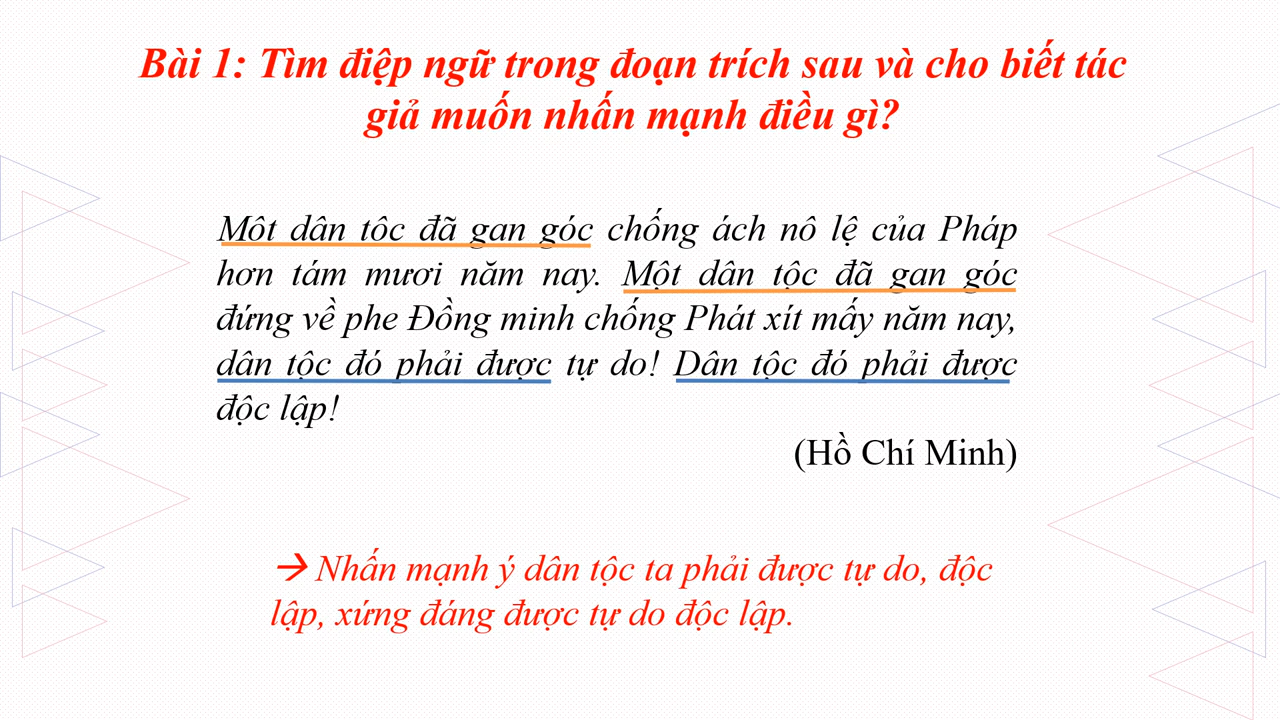 Bài 1: Tìm điệp ngữ trong đoạn trích sau và cho biết tác
giả muốn nhấn mạnh điều gì?
Một dân tộc đã gan góc chống ách nô lệ của Pháp
hơn tám mươi năm nay. Một dân tộc đã gan góc
đứng về phe Đồng minh chống Phát xít mấy năm nay,
dân tộc đó phải được tự do! Dân tộc đó phải được
độc lập!
(Hồ Chí Minh)
→ Nhấn mạnh ý dân tộc ta phải được tự do, độc
lập, xứng đáng được tự do độc lập.